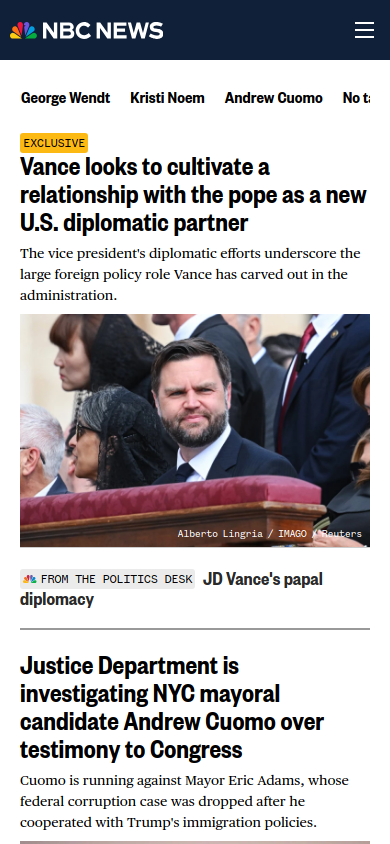 NBC NEWS
George Wendt Kristi Noem Andrew Cuomo No ta
EXCLUSIVE
Vance looks to cultivate a
relationship with the pope as a new
U.S. diplomatic partner
The vice president's diplomatic efforts underscore the
large foreign policy role Vance has carved out in the
administration.
Alberto Lingria / IMAGO / Reuters
FROM THE POLITICS DESK JD Vance's papal
diplomacy
Justice Department is
investigating NYC mayoral
candidate Andrew Cuomo over
testimony to Congress
Cuomo is running against Mayor Eric Adams, whose
federal corruption case was dropped after he
cooperated with Trump's immigration policies.